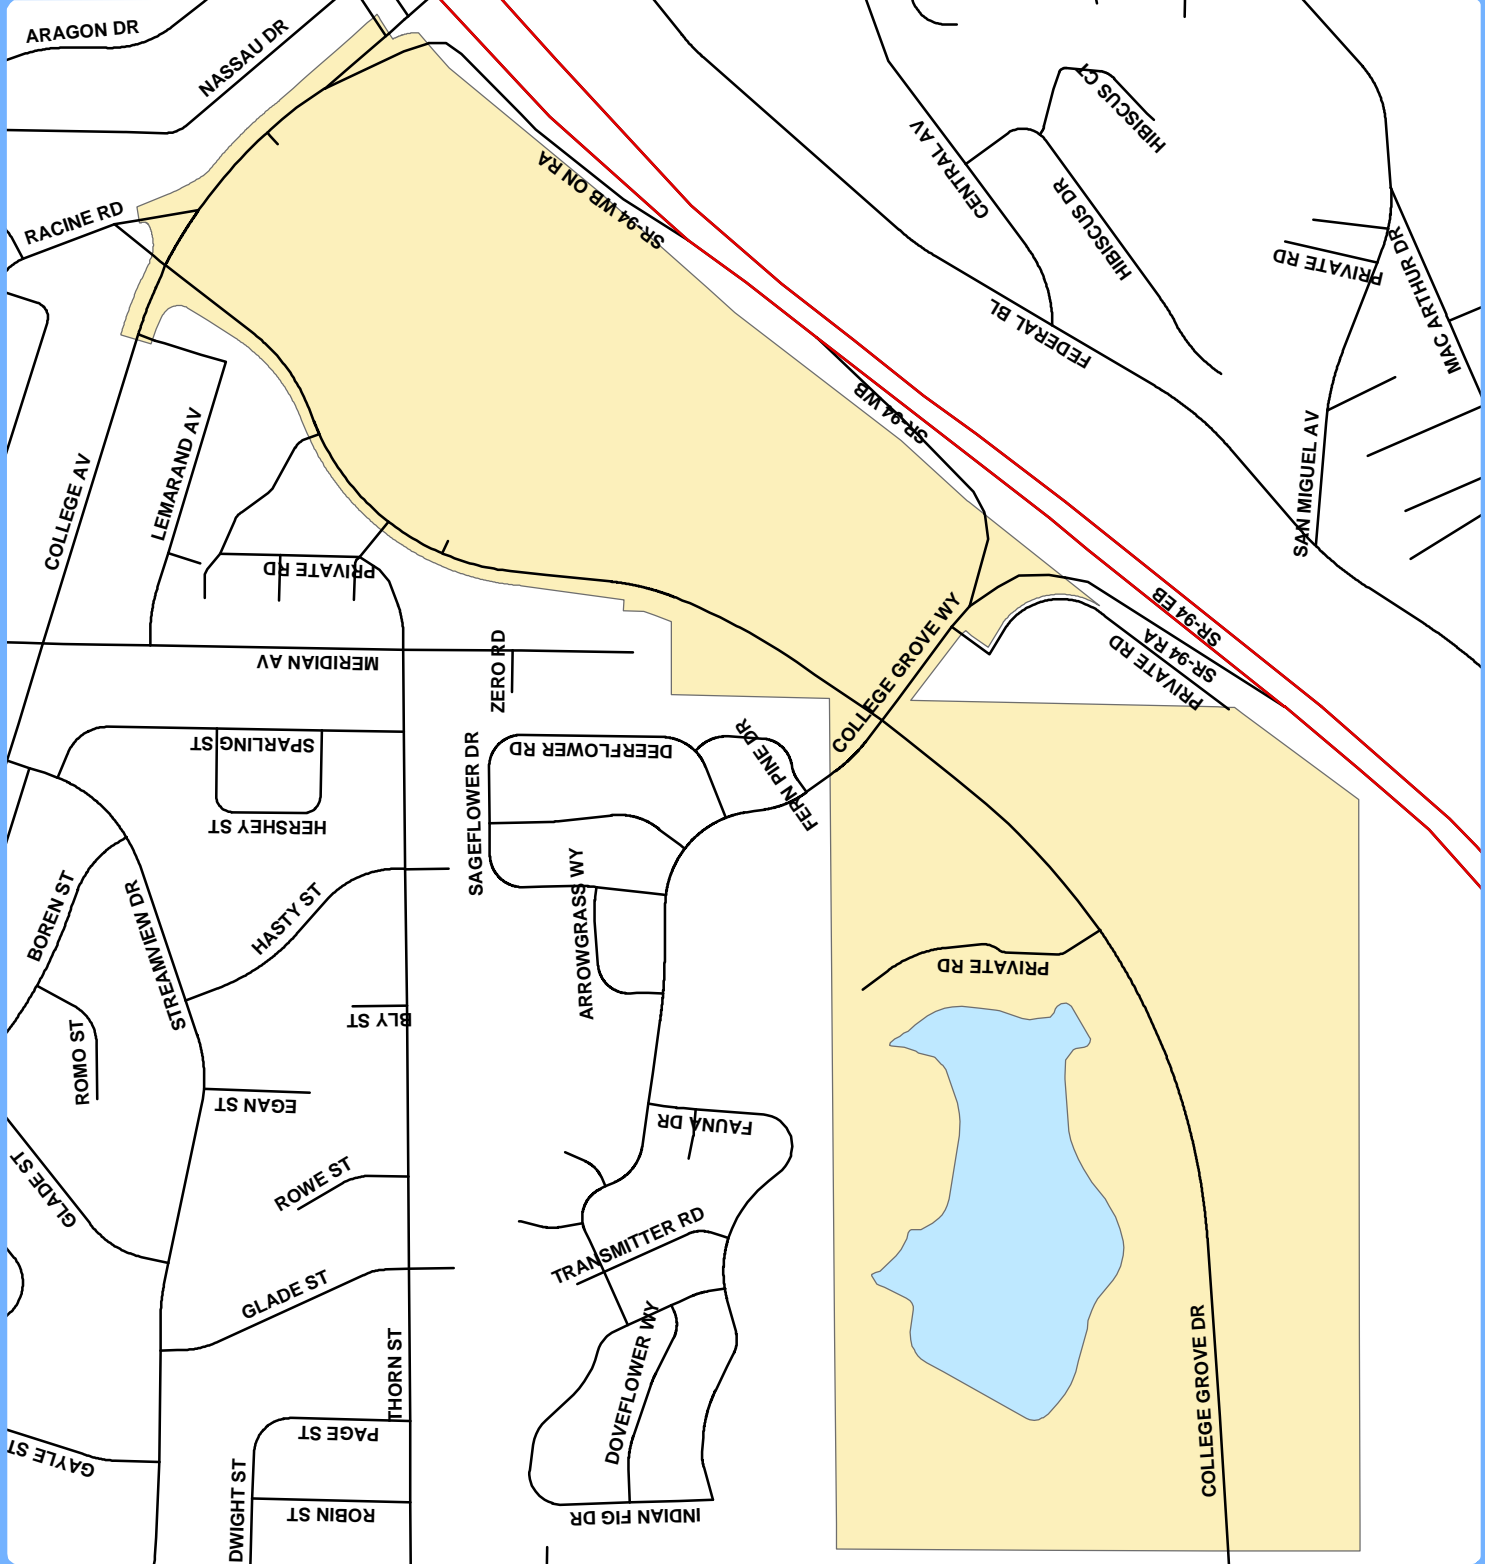 ARAGON DR
NASSAU DR
HIBISCUS CT
CENTRAL AV
SR-94 WB ON RA
HIBISCUS DR
RACINE RD
PRIVATE RD
MAC ARTHUR DR
FEDERAL BL
SR-94 WB
COLLEGE AV
LEMARAND AV
SAN MIGUEL AV
PRIVATE RD
SR-94 EB
SR-94 RA
PRIVATE RD
COLLEGE GROVE WY
MERIDIAN AV
ZERO RD
SPARLING ST
DEERFLOWER RD
FERN PINE DR
SAGEFLOWER DR
HERSHEY ST
BOREN ST
STREAMVIEW DR
HASTY ST
ARROWGRASS WY
PRIVATE RD
BLY ST
ROMO ST
EGAN ST
FAUNA DR
GLADE ST
ROWE ST
TRANSMITTER RD
GLADE ST
DOVEFLOWER WY
THORN ST
COLLEGE GROVE DR
PAGE ST
GAYLE ST
DWIGHT ST
ROBIN ST
INDIAN FIG DR